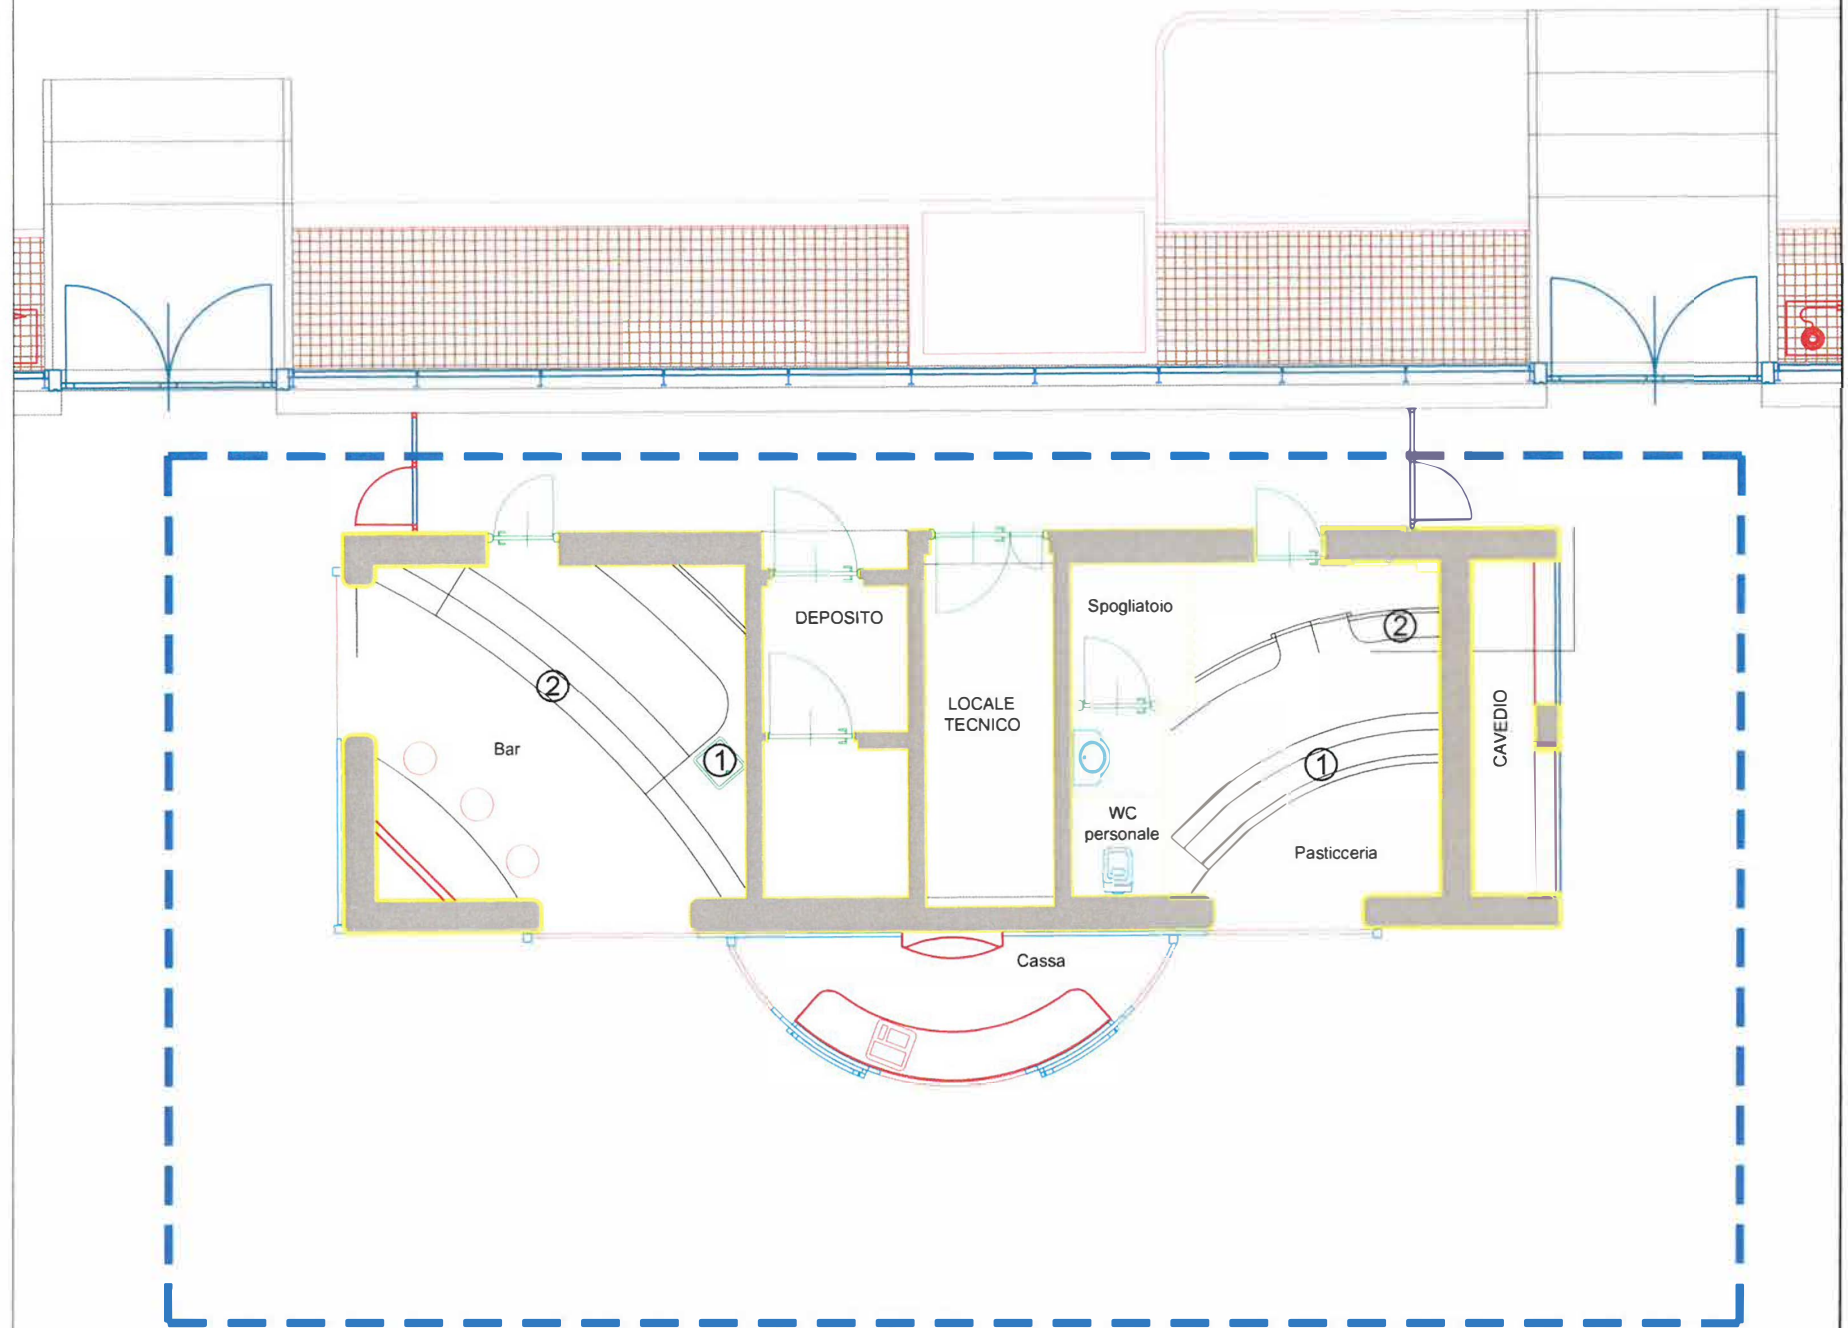 Spogliatoio
DEPOSITO
2
2
LOCALE
TECNICO
CAVEDIO
Bar
1
1
WC
personale
Pasticceria
Cassa